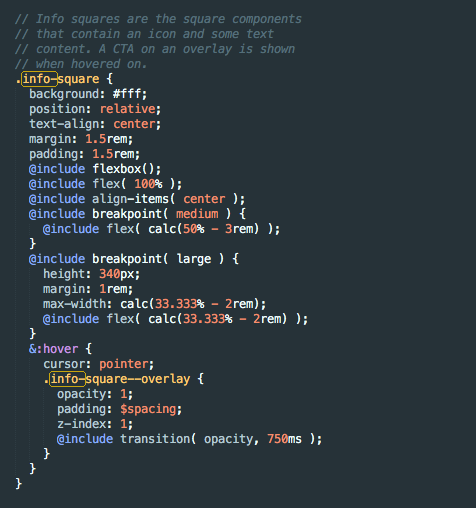 // Info squares are the square components
// that contain an icon and some text
// content. A CTA on an overlay is shown
// when hovered on.
.info-square {
  background: #fff;
  position: relative;
  text-align: center;
  margin: 1.5rem;
  padding: 1.5rem;
  @include flexbox();
  @include flex( 100% );
  @include align-items( center );
  @include breakpoint( medium ) {
    @include flex( calc(50% - 3rem) );
  }
  @include breakpoint( large ) {
    height: 340px;
    margin: 1rem;
    max-width: calc(33.333% - 2rem);
    @include flex( calc(33.333% - 2rem) );
  }
  &:hover {
    cursor: pointer;
    .info-square--overlay {
      opacity: 1;
      padding: $spacing;
      z-index: 1;
      @include transition( opacity, 750ms );
    }
  }
}